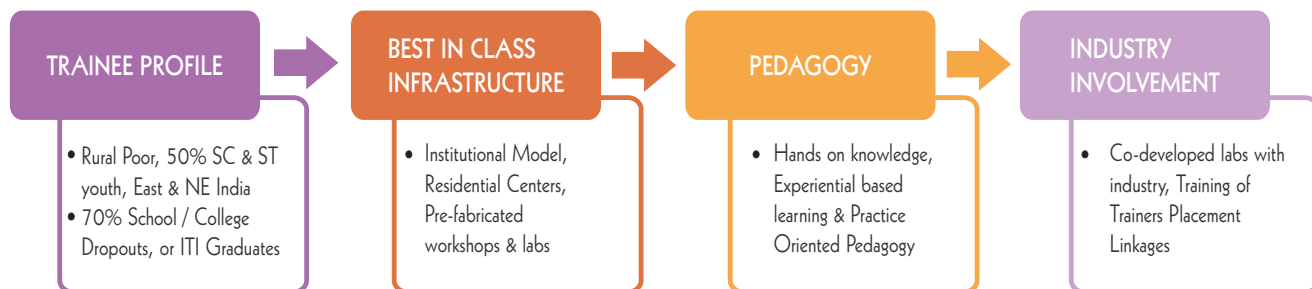 TRAINEE PROFILE
• Rural Poor, 50% SC & ST
youth, East & NE India
• 70% School / College
Dropouts, or ITI Graduates
BEST IN CLASS
INFRASTRUCTURE
• Institutional Model,
Residential Centers,
Pre-fabricated
workshops & labs
PEDAGOGY
• Hands on knowledge,
Experiential based
learning & Practice
Oriented Pedagogy
INDUSTRY
INVOLVEMENT
• Co-developed labs with
industry, Training of
Trainers Placement
Linkages